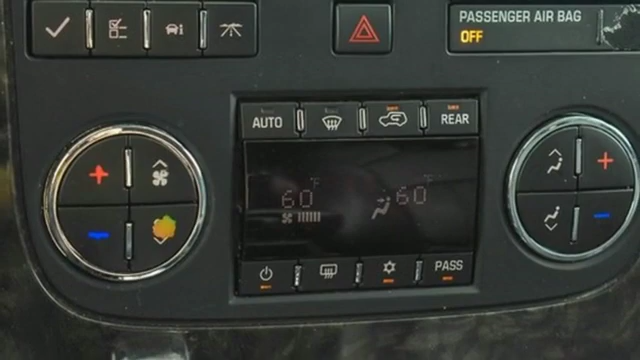 PASSENGER AIR BAG
OFF
AUTO
REAR
60°F
60°F
PASS